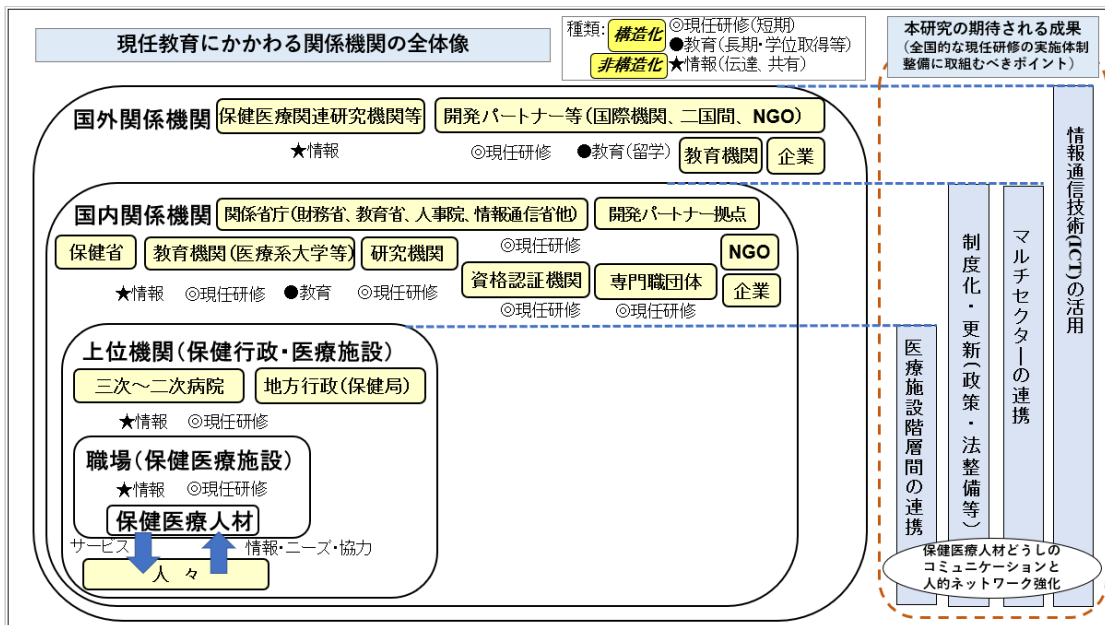 現任教育にかかわる関係機関の全体像
種類:
構造化
◎現任研修(短期)
●教育(長期・学位取得等)
非構造化
★情報(伝達、共有)
本研究の期待される成果
(全国的な現任研修の実施体制
整備に取組むべきポイント)
国外関係機関
保健医療関連研究機関等
開発パートナー等(国際機関、二国間、NGO)
★情報
◎現任研修
●教育(留学)
教育機関
企業
国内関係機関
関係省庁(財務省、教育省、人事院、情報通信省他)
開発パートナー拠点
保健省
教育機関(医療系大学等)
研究機関
◎現任研修
NGO
資格認証機関
専門職団体
企業
★情報
◎現任研修
●教育
◎現任研修
◎現任研修
◎現任研修
上位機関(保健行政・医療施設)
三次～二次病院
地方行政(保健局)
★情報
◎現任研修
職場(保健医療施設)
★情報
◎現任研修
保健医療人材
サービス
情報・ニーズ・協力
人々
医療施設階層間の連携
制度化・更新(政策・法整備等)
マルチセクターの連携
情報通信技術(ICT)の活用
保健医療人材どうしの
コミュニケーションと
人的ネットワーク強化